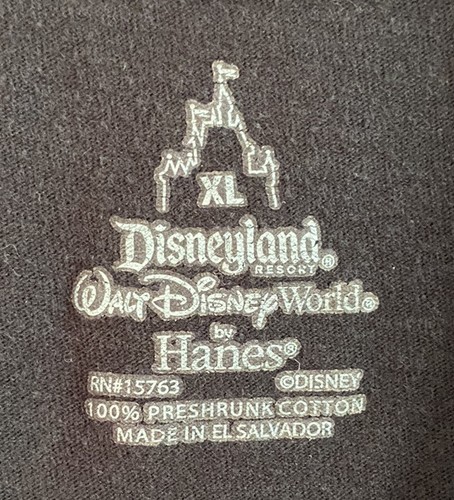 XL
Disneyland®
RESORT
Walt Disney World®
by
Hanes®
RN#15763 ©DISNEY
100% PRESHRUNK COTTON
MADE IN EL SALVADOR